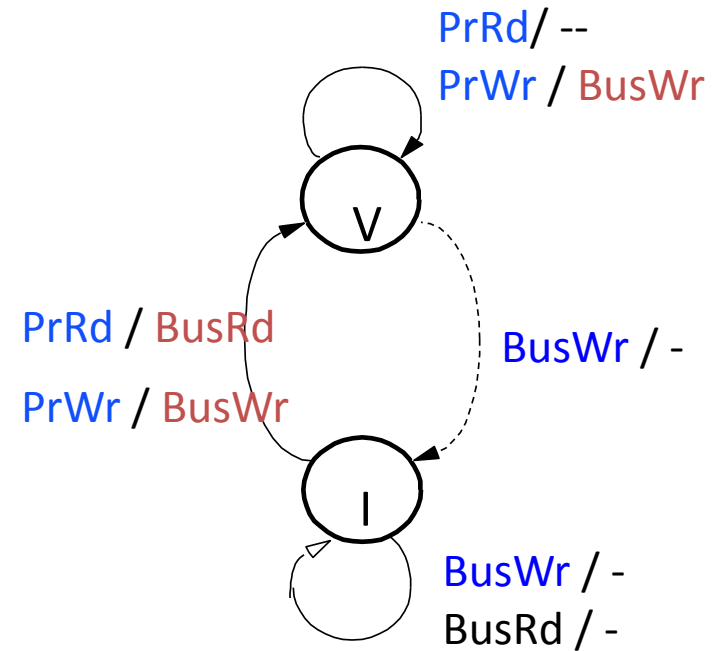 PrRd/ --
PrWr / BusWr
V
PrRd / BusRd
BusWr / -
PrWr / BusWr
I
BusWr / -
BusRd / -